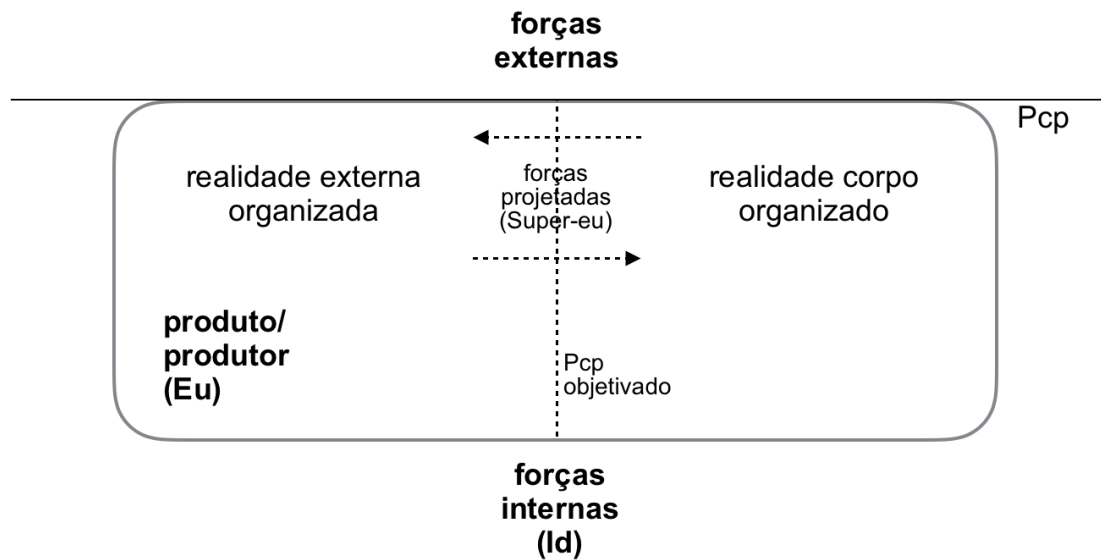 forças
externas
Pcp
realidade externa
organizada
forças
projetadas
(Super-eu)
realidade corpo
organizado
produto/
produtor
(Eu)
Pcp
objetivado
forças
internas
(Id)